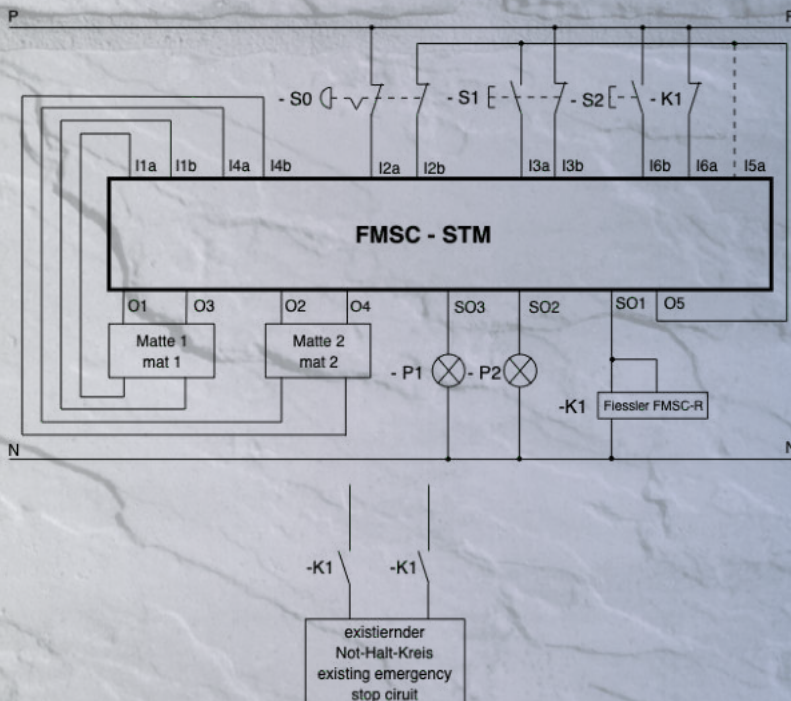 P
P
- S0
- S1
- S2
- K1
I1a
I1b
I4a
I4b
I2a
I2b
I3a
I3b
I6b
I6a
I5a
FMSC - STM
O1
O3
O2
O4
SO3
SO2
SO1
O5
Matte 1
mat 1
Matte 2
mat 2
- P1
- P2
-K1
Fiessler FMSC-R
N
N
-K1
-K1
existiernder
Not-Halt-Kreis
existing emergency
stop ciruit